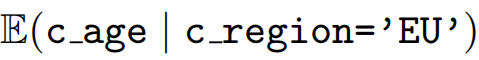 𝔼(c_age | c_region='EU')